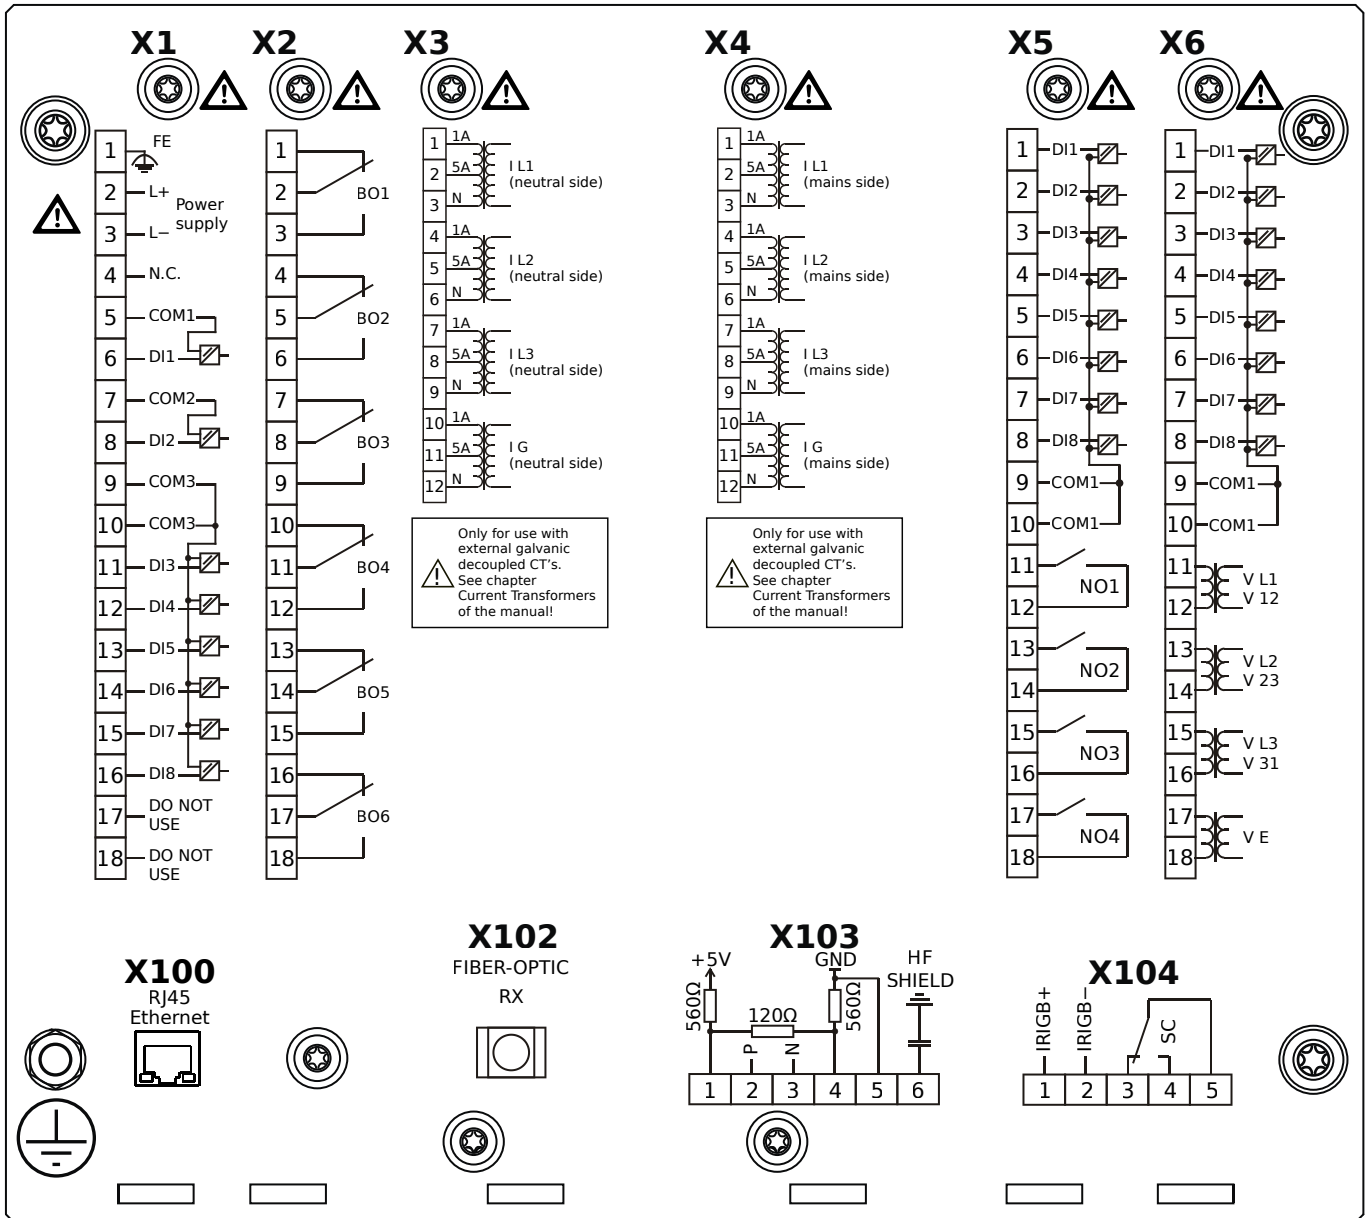 X1
1 FE
2 L+ Power
3 L− supply
4 N.C.
5 COM1
6 DI1
7 COM2
8 DI2
9 COM3
10 COM3
11 DI3
12 DI4
13 DI5
14 DI6
15 DI7
16 DI8
17 DO NOT
USE
18 DO NOT
USE
X2
1
2 BO1
3
4
5 BO2
6
7
8 BO3
9
10
11 BO4
12
13
14 BO5
15
16
17 BO6
18
X3
1 1A
2 5A I L1
(neutral side)
3 N
4 1A
5 5A I L2
(neutral side)
6 N
7 1A
8 5A I L3
(neutral side)
9 N
10 1A
11 5A I G
(neutral side)
12 N
Only for use with
external galvanic
decoupled CT's.
See chapter
Current Transformers
of the manual!
X4
1 1A
2 5A I L1
(mains side)
3 N
4 1A
5 5A I L2
(mains side)
6 N
7 1A
8 5A I L3
(mains side)
9 N
10 1A
11 5A I G
(mains side)
12 N
Only for use with
external galvanic
decoupled CT's.
See chapter
Current Transformers
of the manual!
X5
1 DI1
2 DI2
3 DI3
4 DI4
5 DI5
6 DI6
7 DI7
8 DI8
9 COM1
10 COM1
11
NO1
12
13
NO2
14
15
NO3
16
17
NO4
18
X6
1 DI1
2 DI2
3 DI3
4 DI4
5 DI5
6 DI6
7 DI7
8 DI8
9 COM1
10 COM1
11 V L1
12 V 12
13 V L2
14 V 23
15 V L3
16 V 31
17
V E
18
X100
RJ45
Ethernet
X102
FIBER-OPTIC
RX
X103
+5V GND HF
SHIELD
560Ω 120Ω 560Ω
P N
1 2 3 4 5 6
X104
IRIGB+ IRIGB− SC
1 2 3 4 5